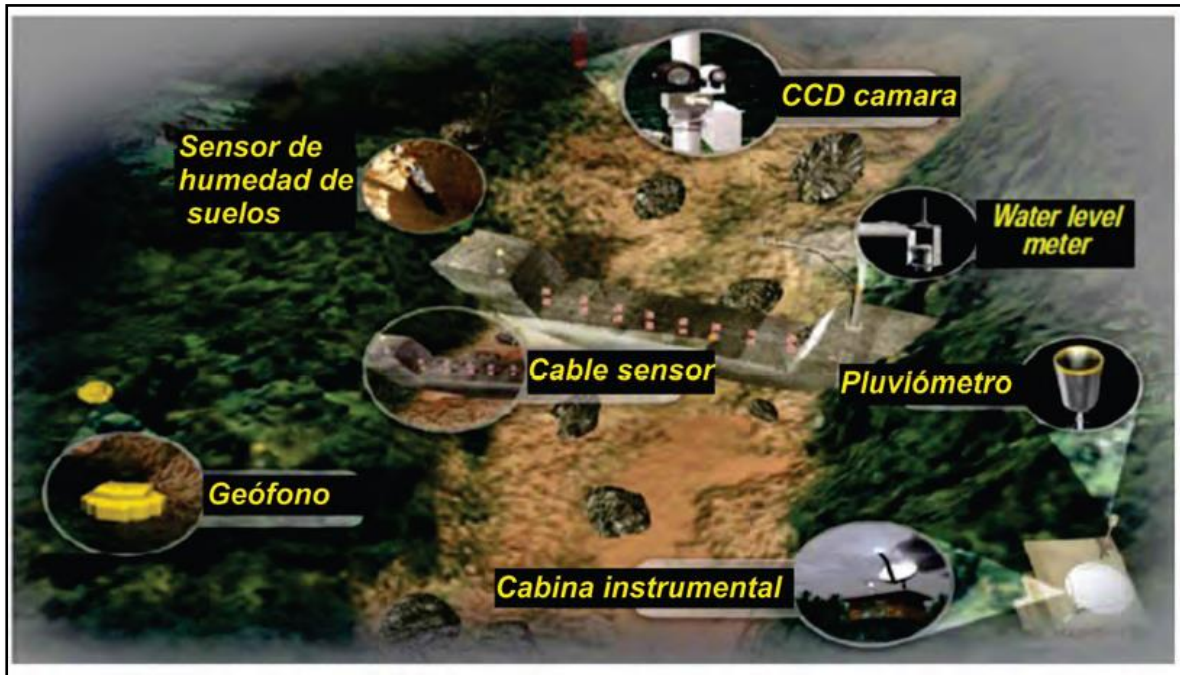 CCD camara
Sensor de
humedad de
suelos
Water level
meter
Cable sensor
Pluviómetro
Geófono
Cabina instrumental